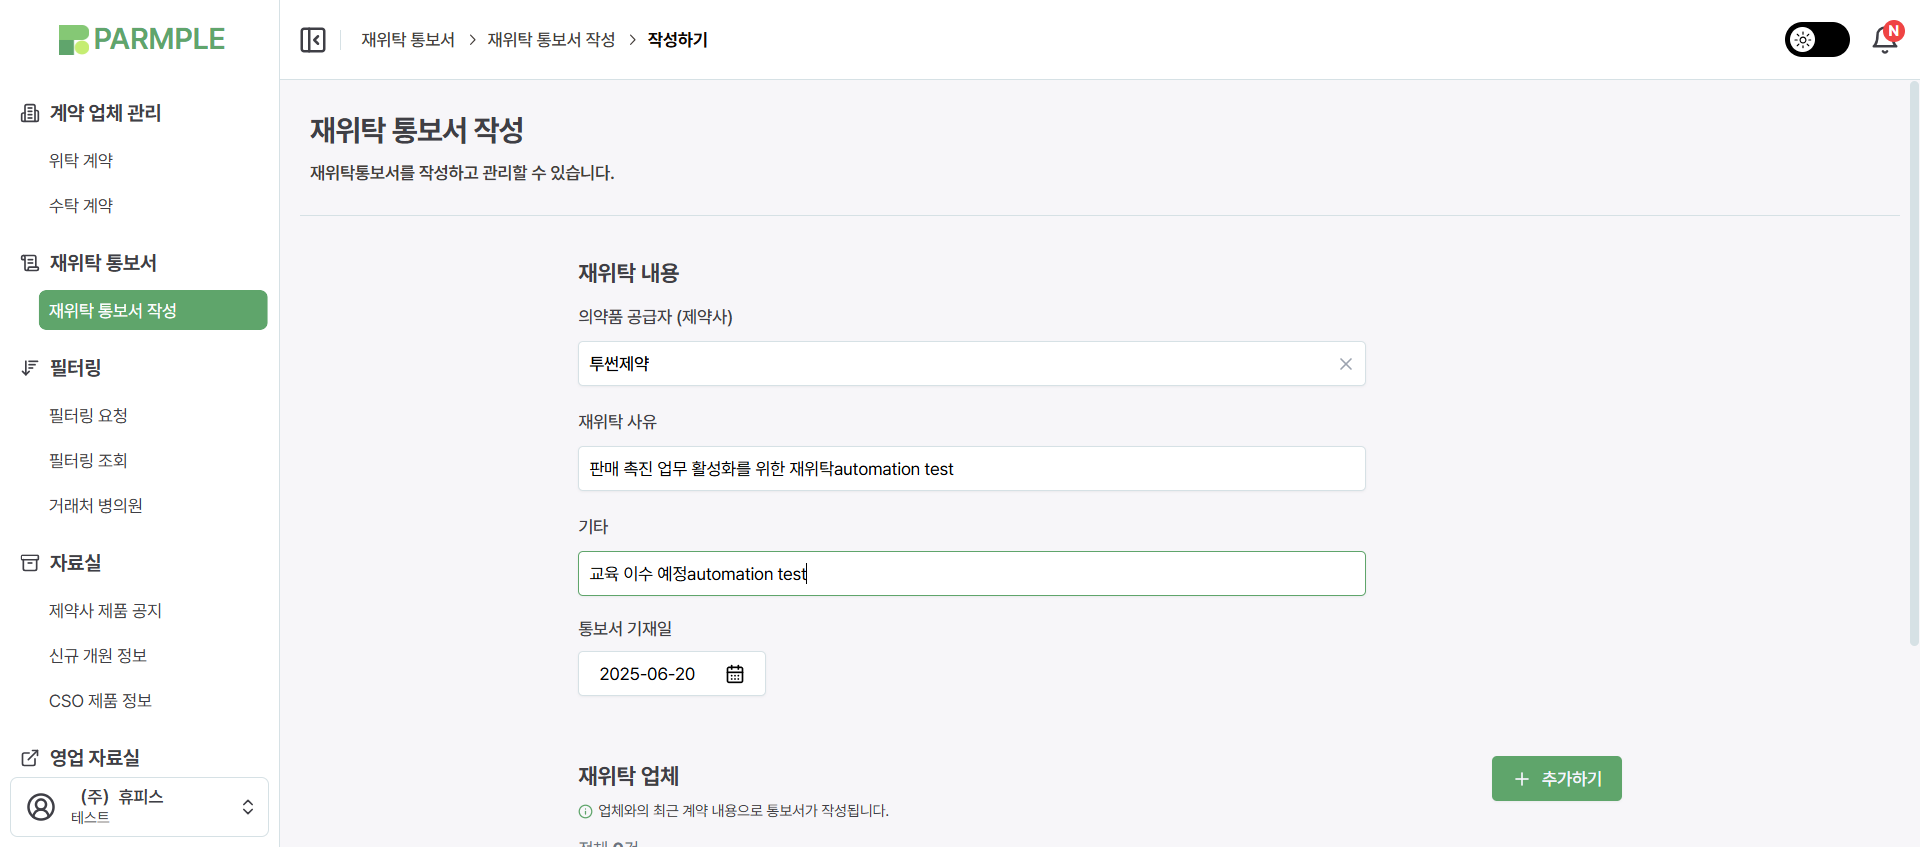 PARMPLE
계약 업체 관리
위탁 계약
수탁 계약
재위탁 통보서
재위탁 통보서 작성
필터링
필터링 요청
필터링 조회
거래처 병의원
자료실
제약사 제품 공지
신규 개원 정보
CSO 제품 정보
영업 자료실
(주) 휴피스
테스트
재위탁 통보서 > 재위탁 통보서 작성 > 작성하기
N
재위탁 통보서 작성
재위탁통보서를 작성하고 관리할 수 있습니다.
재위탁 내용
의약품 공급자 (제약사)
투썬제약
재위탁 사유
판매 촉진 업무 활성화를 위한 재위탁automation test
기타
교육 이수 예정automation test
통보서 기재일
2025-06-20
재위탁 업체
추가하기
업체와의 최근 계약 내용으로 통보서가 작성됩니다.
전체 0건